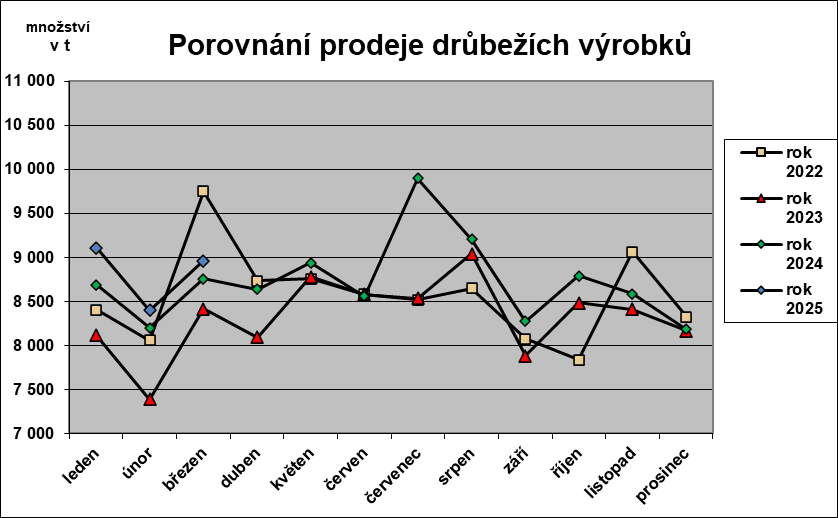 množství
v t
Porovnání prodeje drůbežích výrobků
11 000
10 500
10 000
9 500
9 000
8 500
8 000
7 500
7 000
leden
únor
březen
duben
květen
červen
červenec
srpen
září
říjen
listopad
prosinec
rok
2022
rok
2023
rok
2024
rok
2025